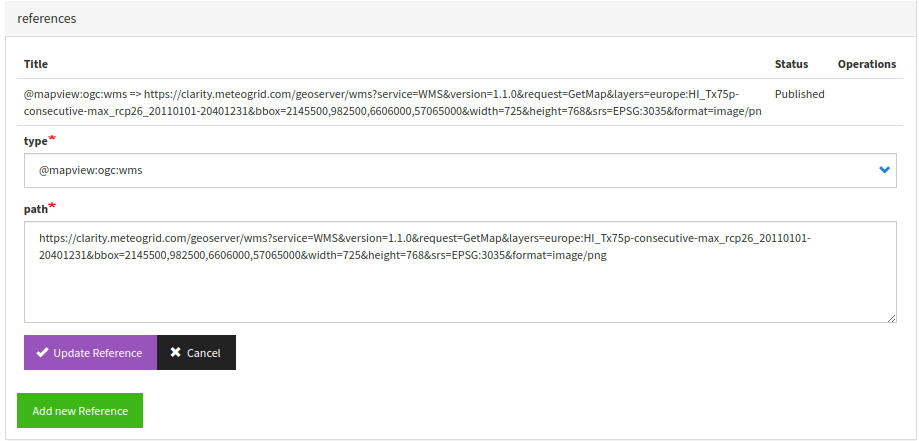 references
Title Status Operations
@mapview:ogc:wms => https://clarity.meteogrid.com/geoserver/wms?service=WMS&version=1.1.0&request=GetMap&layers=europe:HI_Tx75p- Published
consecutive-max_rcp26_20110101-20401231&bbox=2145500,982500,6606000,57065000&width=725&height=768&srs=EPSG:3035&format=image/pn
type*
@mapview:ogc:wms
path*
https://clarity.meteogrid.com/geoserver/wms?service=WMS&version=1.1.0&request=GetMap&layers=europe:HI_Tx75p-consecutive-max_rcp26_20110101-
20401231&bbox=2145500,982500,6606000,57065000&width=725&height=768&srs=EPSG:3035&format=image/png
Update Reference Cancel
Add new Reference